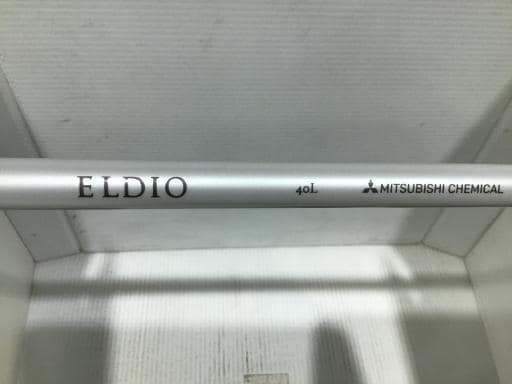 ELDIO 40L MITSUBISHI CHEMICAL